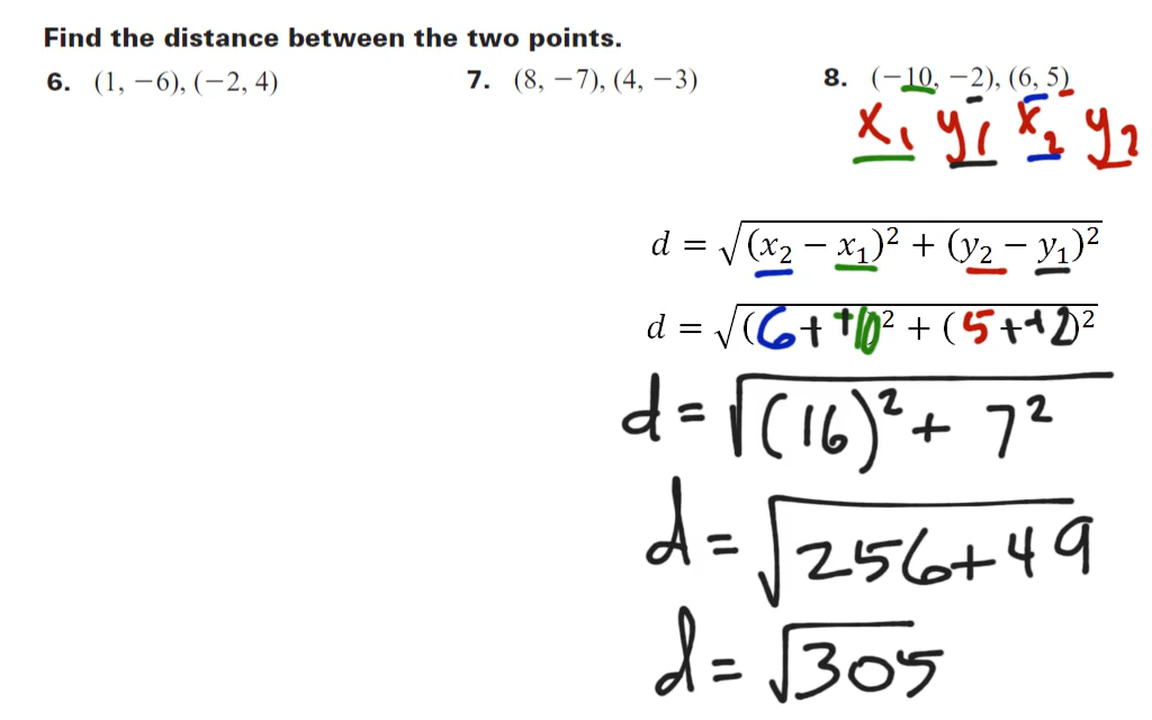 Find the distance between the two points.
6. (1, −6), (−2, 4)
7. (8, −7), (4, −3)
8. (−10, −2), (6, 5)
x₁ y₁ x₂ y₂
d = √(x₂ − x₁)² + (y₂ − y₁)²
d = √(6 + +10² + (5 + +2)²
d = √(16)² + 7²
d = √256+49
d = √305